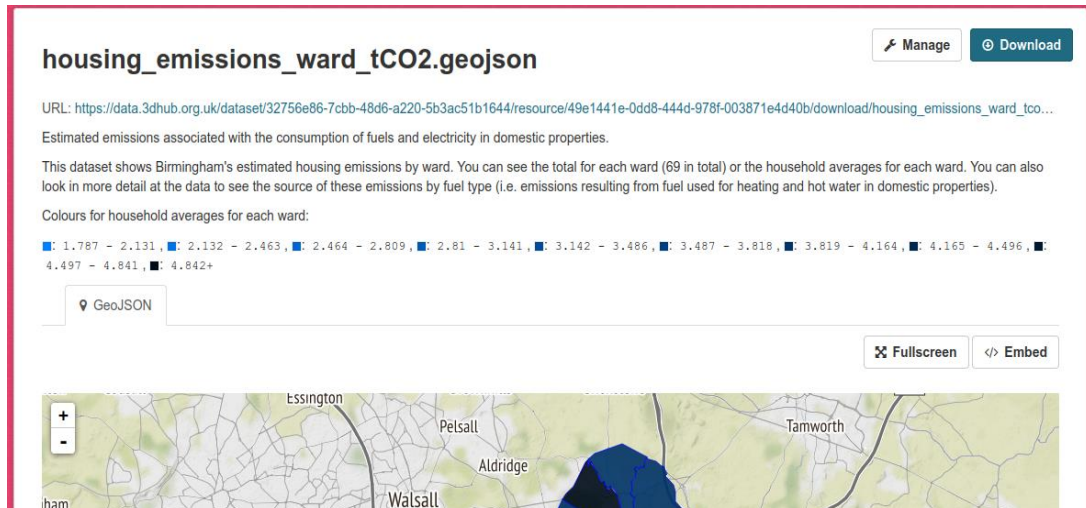 Manage
Download
housing_emissions_ward_tCO2.geojson
URL: https://data.3dhub.org.uk/dataset/32756e86-7cbb-48d6-a220-5b3ac51b1644/resource/49e1441e-0dd8-444d-978f-003871e4d40b/download/housing_emissions_ward_tco…
Estimated emissions associated with the consumption of fuels and electricity in domestic properties.
This dataset shows Birmingham's estimated housing emissions by ward. You can see the total for each ward (69 in total) or the household averages for each ward. You can also
look in more detail at the data to see the source of these emissions by fuel type (i.e. emissions resulting from fuel used for heating and hot water in domestic properties).
Colours for household averages for each ward:
■: 1.787 - 2.131, ■: 2.132 - 2.463, ■: 2.464 - 2.809, ■: 2.81 - 3.141, ■: 3.142 - 3.486, ■: 3.487 - 3.818, ■: 3.819 - 4.164, ■: 4.165 - 4.496, ■:
4.497 - 4.841, ■: 4.842+
GeoJSON
Fullscreen
</> Embed
+
-
Essington
Pelsall
Tamworth
Aldridge
Walsall
ham